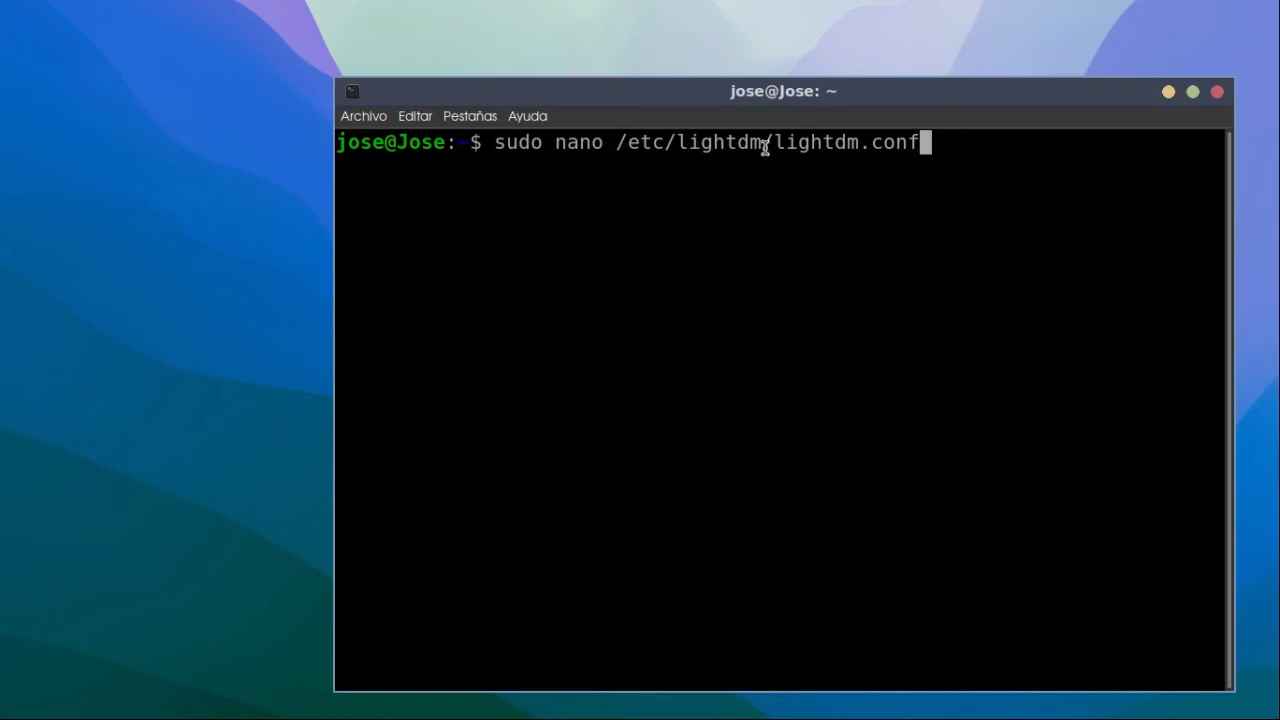 jose@Jose: ~
Archivo Editar Pestañas Ayuda
jose@Jose:~$ sudo nano /etc/lightdm/lightdm.conf